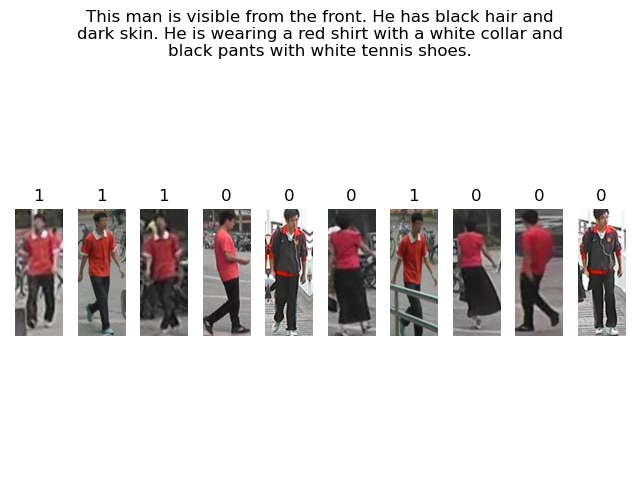 This man is visible from the front. He has black hair and
dark skin. He is wearing a red shirt with a white collar and
black pants with white tennis shoes.
1 1 1 0 0 0 1 0 0 0